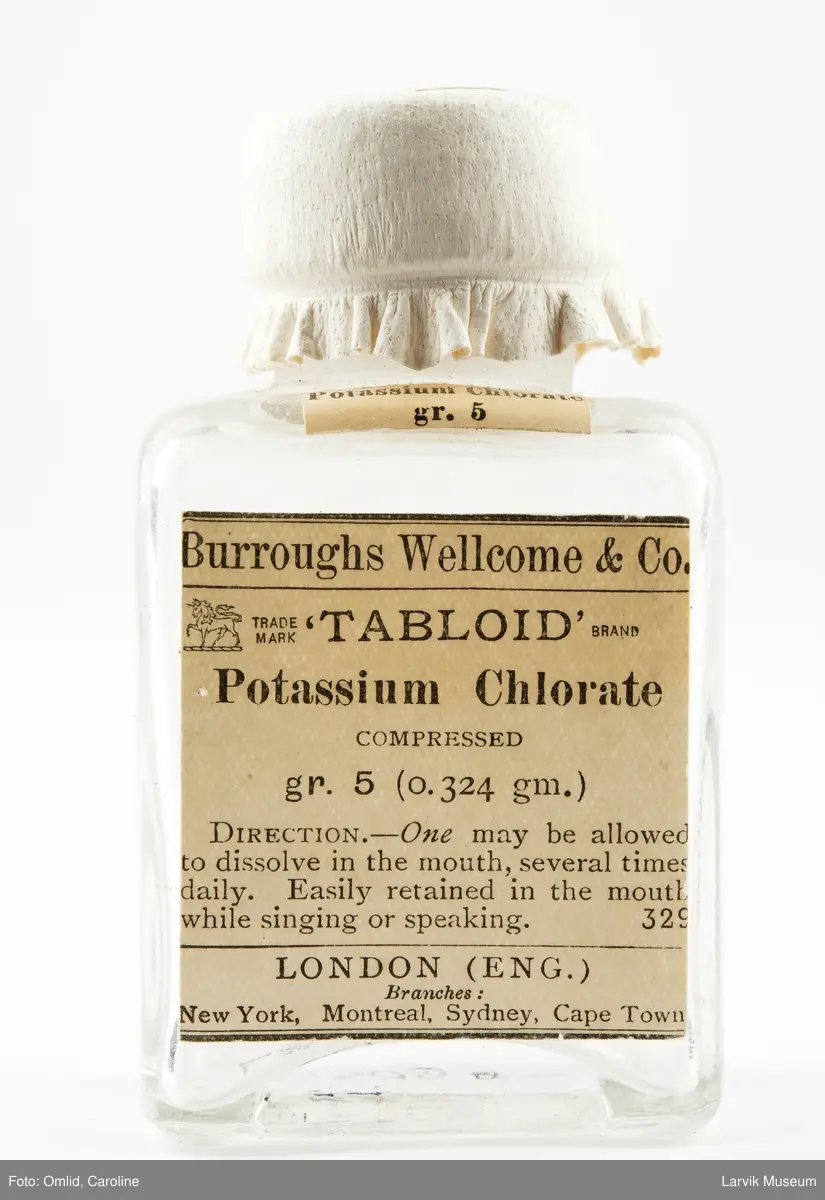 Potassium Chlorate
gr. 5
Burroughs Wellcome & Co.
TRADE MARK 'TABLOID' BRAND
Potassium Chlorate
COMPRESSED
gr. 5 (0.324 gm.)
DIRECTION.—One may be allowed
to dissolve in the mouth, several times
daily. Easily retained in the mouth
while singing or speaking. 329
LONDON (ENG.)
Branches:
New York, Montreal, Sydney, Cape Town
Foto: Omlid, Caroline
Larvik Museum